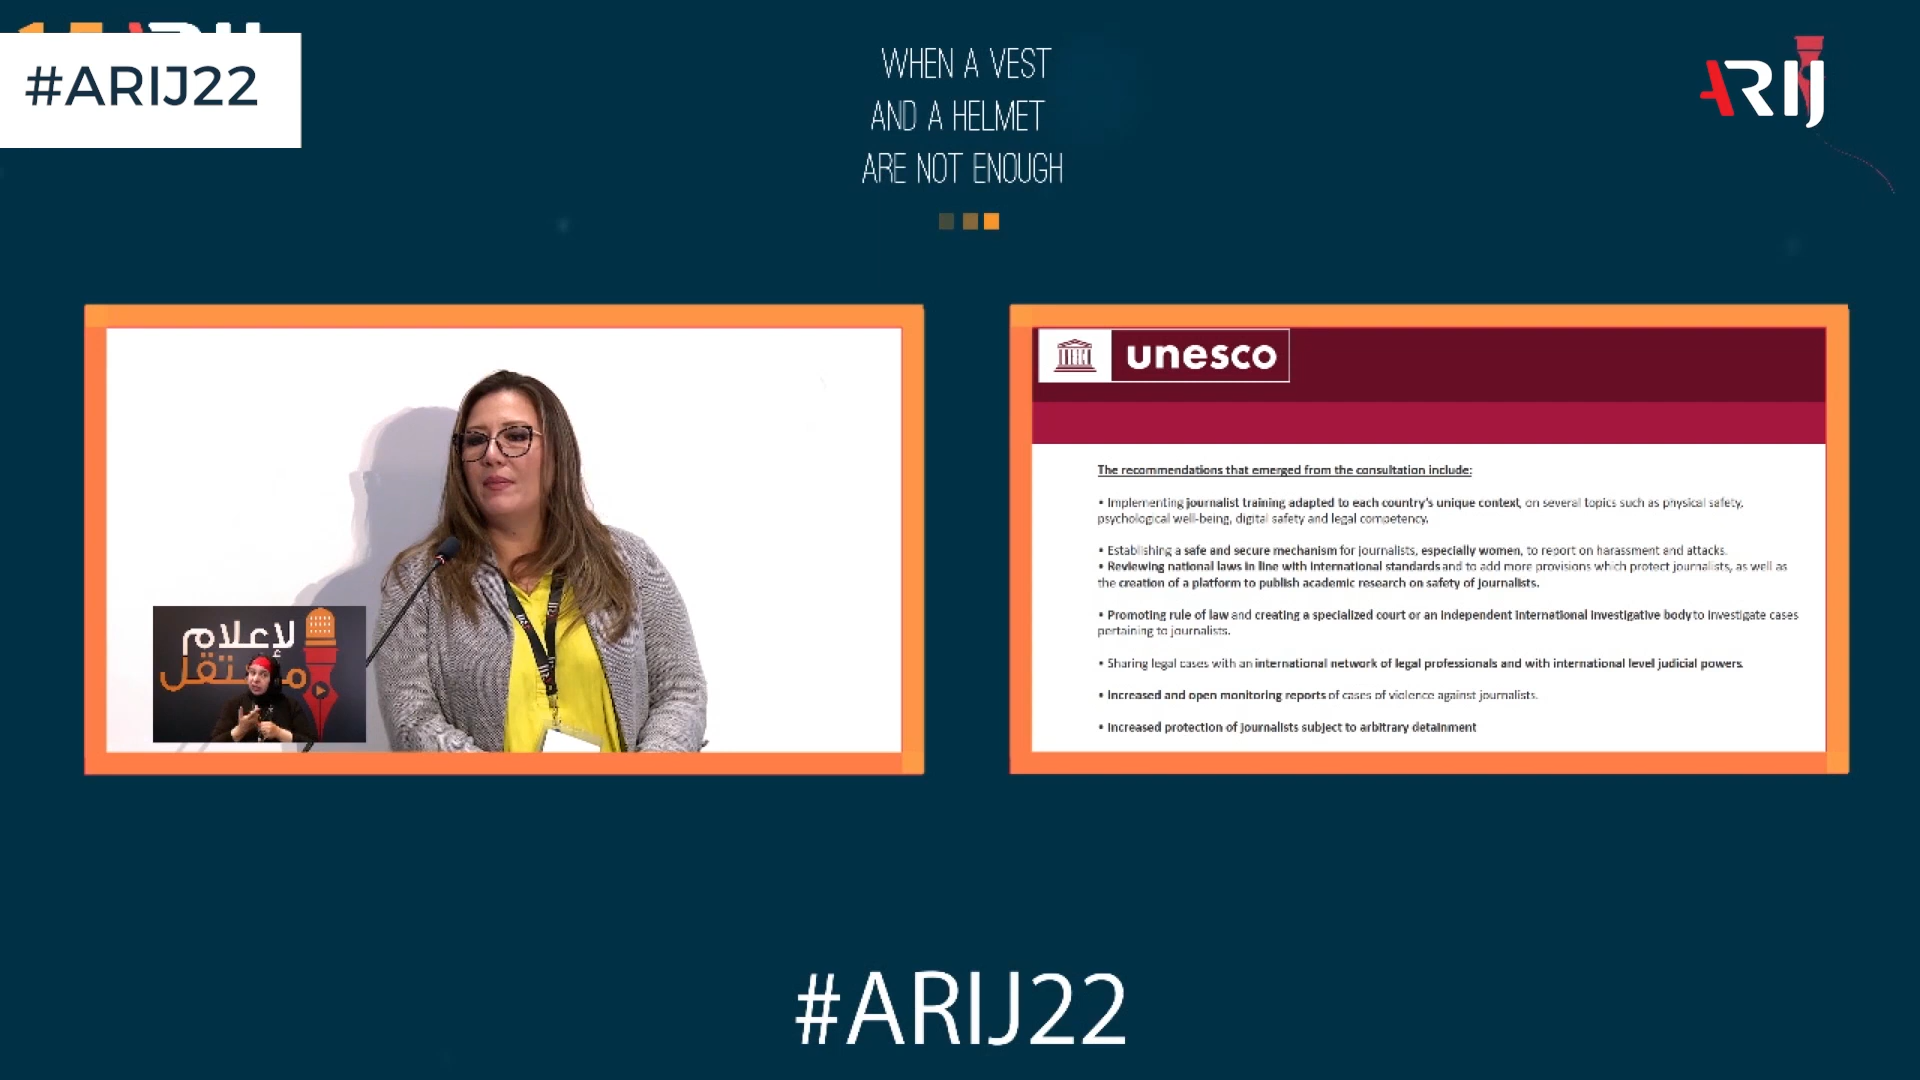 #ARIJ22
WHEN A VEST
AND A HELMET
ARE NOT ENOUGH
ARIJ
لإعلام
مستقل
unesco
The recommendations that emerged from the consultation include:
• Implementing journalist training adapted to each country's unique context, on several topics such as physical safety,
psychological well-being, digital safety and legal competency.
• Establishing a safe and secure mechanism for journalists, especially women, to report on harassment and attacks.
• Reviewing national laws in line with international standards and to add more provisions which protect journalists, as well as
the creation of a platform to publish academic research on safety of journalists.
• Promoting rule of law and creating a specialized court or an independent international investigative body to investigate cases
pertaining to journalists.
• Sharing legal cases with an international network of legal professionals and with international level judicial powers.
• Increased and open monitoring reports of cases of violence against journalists.
• Increased protection of journalists subject to arbitrary detainment
#ARIJ22